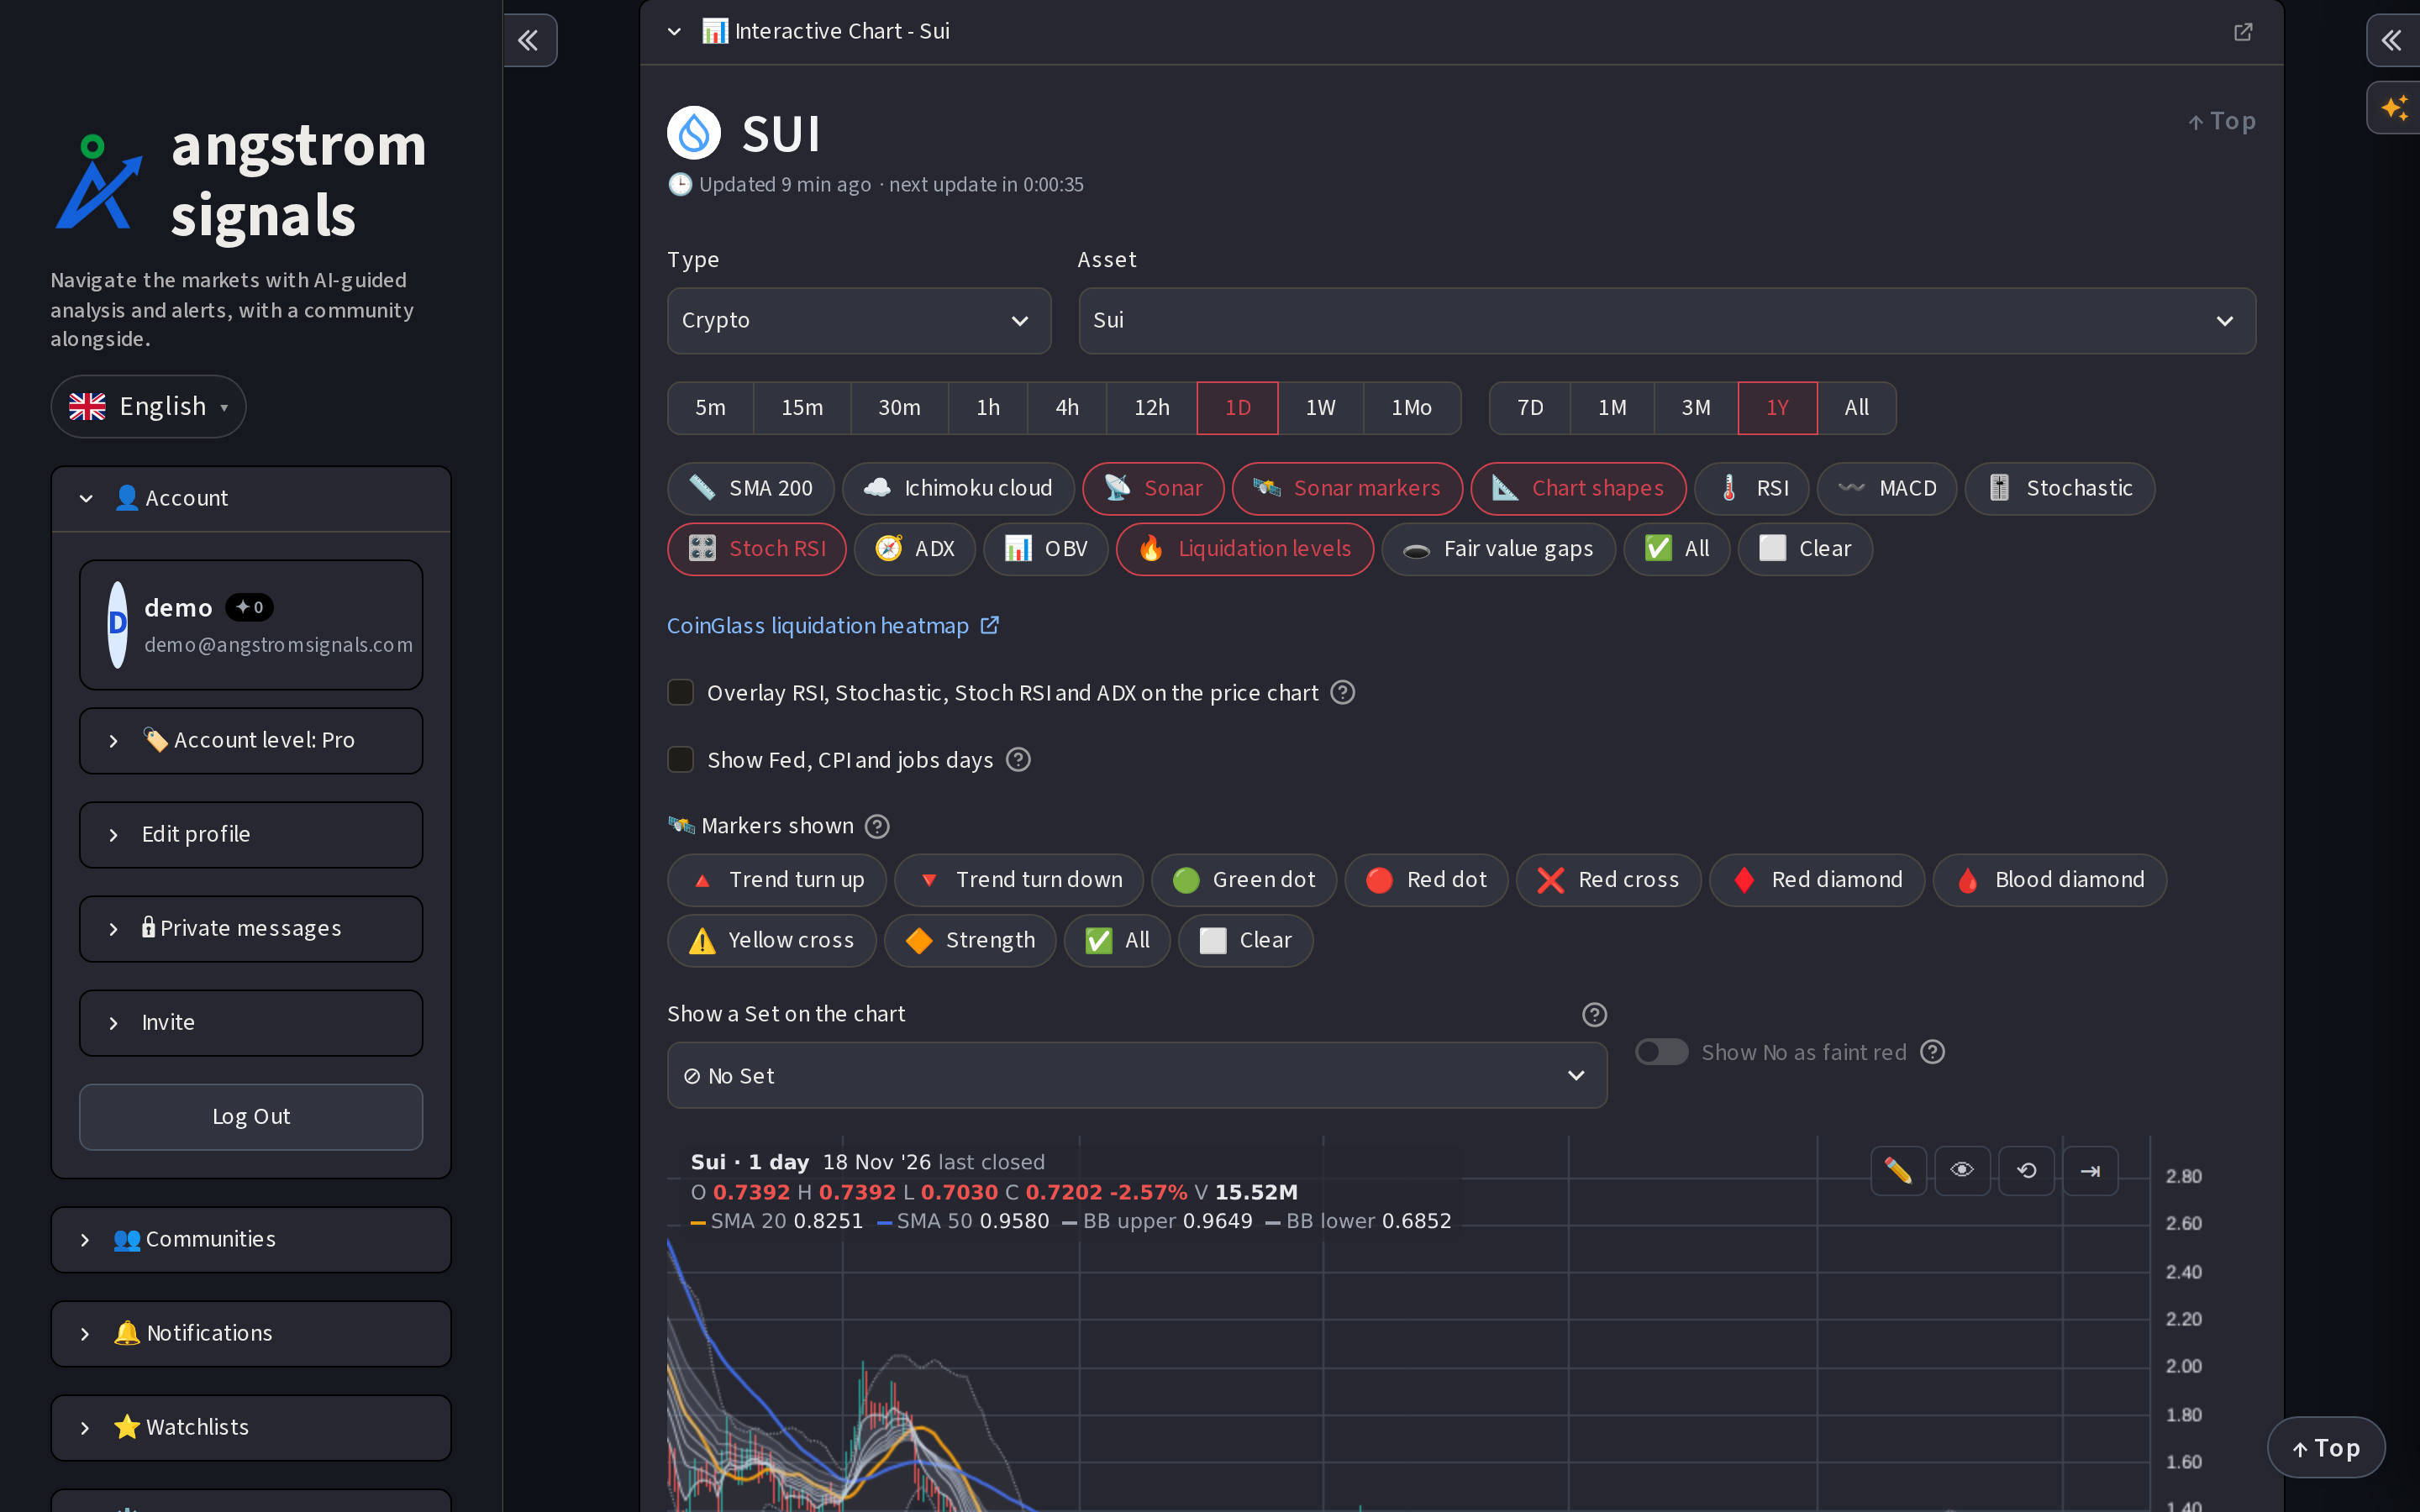 angstrom
signals
Navigate the markets with AI-guided
analysis and alerts, with a community
alongside.
English
Account
D
demo
0
demo@angstromsignals.com
Account level: Pro
Edit profile
Private messages
Invite
Log Out
Communities
Notifications
Watchlists
Interactive Chart - Sui
SUI
↑ Top
Updated 9 min ago · next update in 0:00:35
Type
Asset
Crypto
Sui
5m 15m 30m 1h 4h 12h 1D 1W 1Mo 7D 1M 3M 1Y All
SMA 200 Ichimoku cloud Sonar Sonar markers Chart shapes RSI MACD Stochastic
Stoch RSI ADX OBV Liquidation levels Fair value gaps All Clear
CoinGlass liquidation heatmap
Overlay RSI, Stochastic, Stoch RSI and ADX on the price chart
Show Fed, CPI and jobs days
Markers shown
Trend turn up Trend turn down Green dot Red dot Red cross Red diamond Blood diamond
Yellow cross Strength All Clear
Show a Set on the chart
⊘ No Set
Show No as faint red
Sui · 1 day 18 Nov '26 last closed
O 0.7392 H 0.7392 L 0.7030 C 0.7202 -2.57% V 15.52M
SMA 20 0.8251 SMA 50 0.9580 BB upper 0.9649 BB lower 0.6852
2.80
2.60
2.40
2.20
2.00
1.80
1.60
1.40
↑ Top